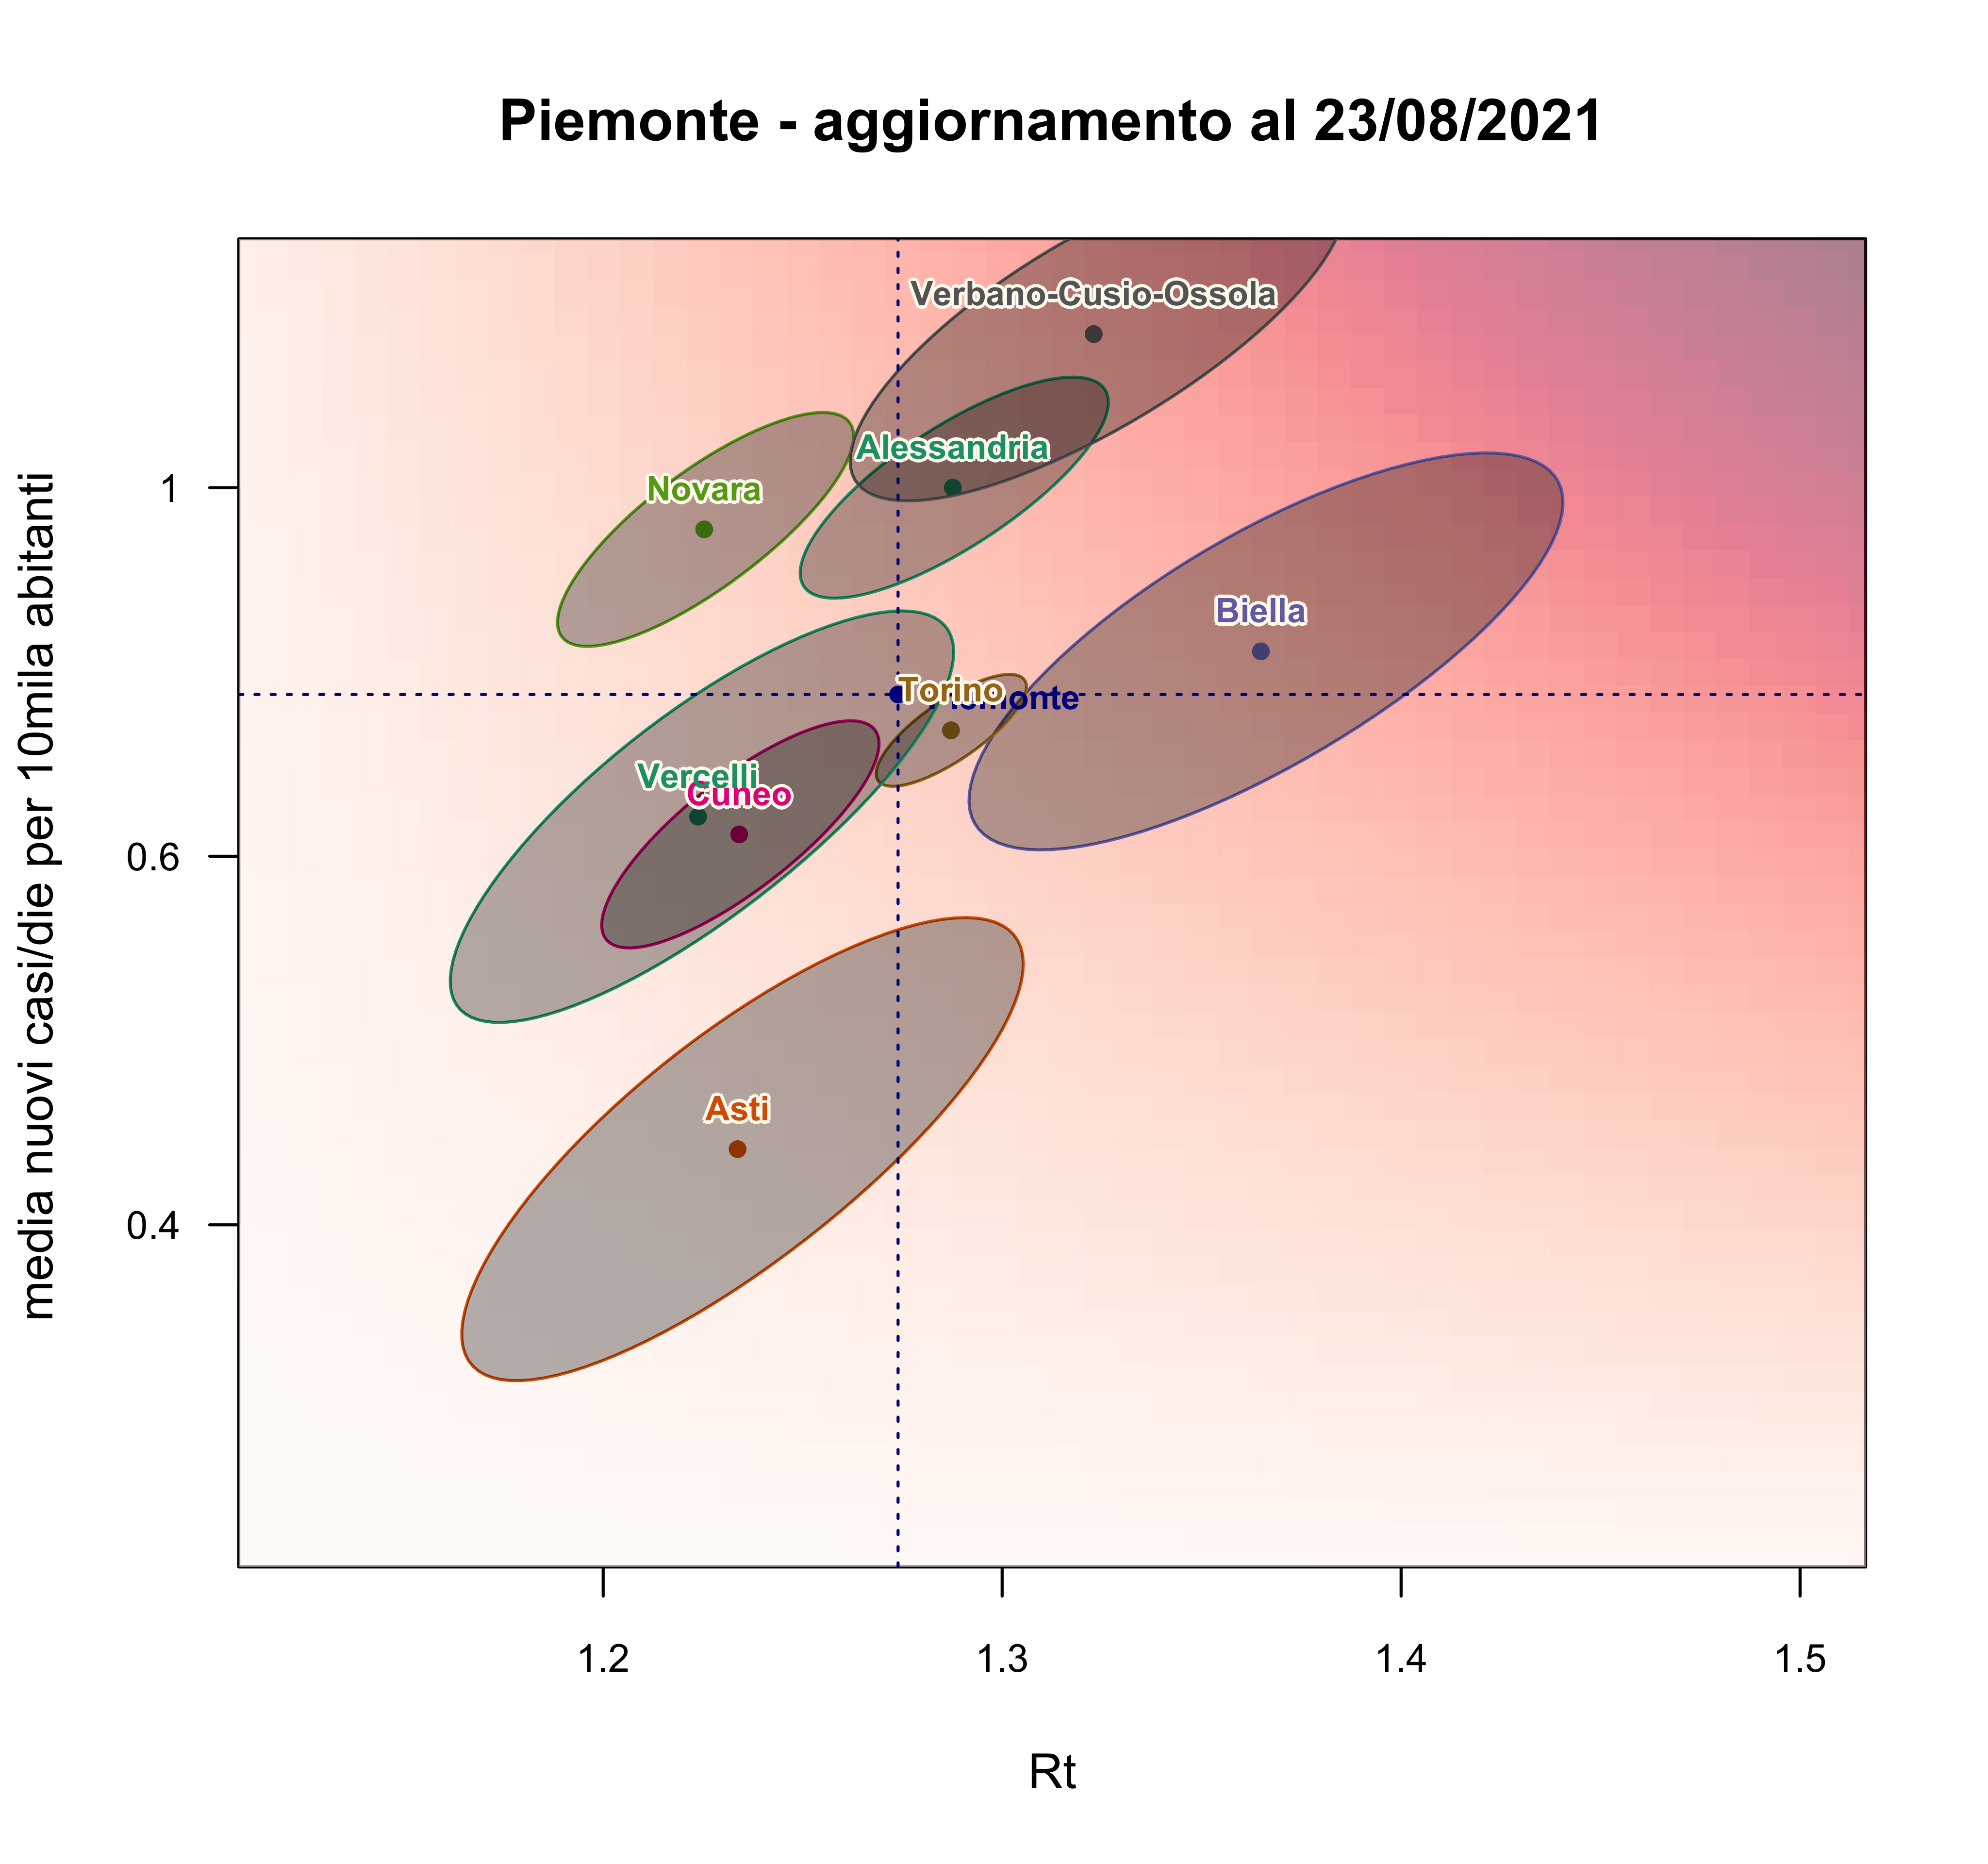 Piemonte - aggiornamento al 23/08/2021
media nuovi casi/die per 10mila abitanti
1
0.6
0.4
Verbano-Cusio-Ossola
Alessandria
Novara
Biella
Torino
Piemonte
Vercelli
Cuneo
Asti
1.2 1.3 1.4 1.5
Rt